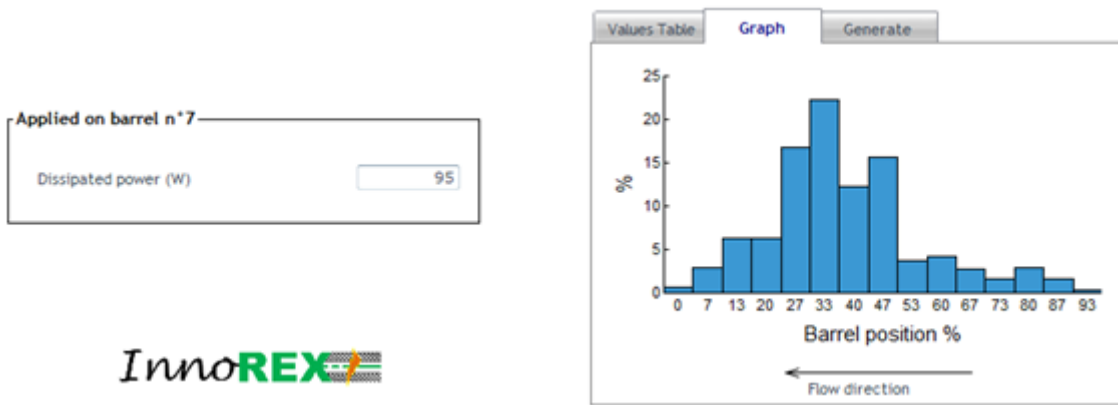 Applied on barrel n°7
Dissipated power (W)
95
InnoREX
Values Table
Graph
Generate
25
20
15
10
5
0
%
0 7 13 20 27 33 40 47 53 60 67 73 80 87 93
Barrel position %
Flow direction